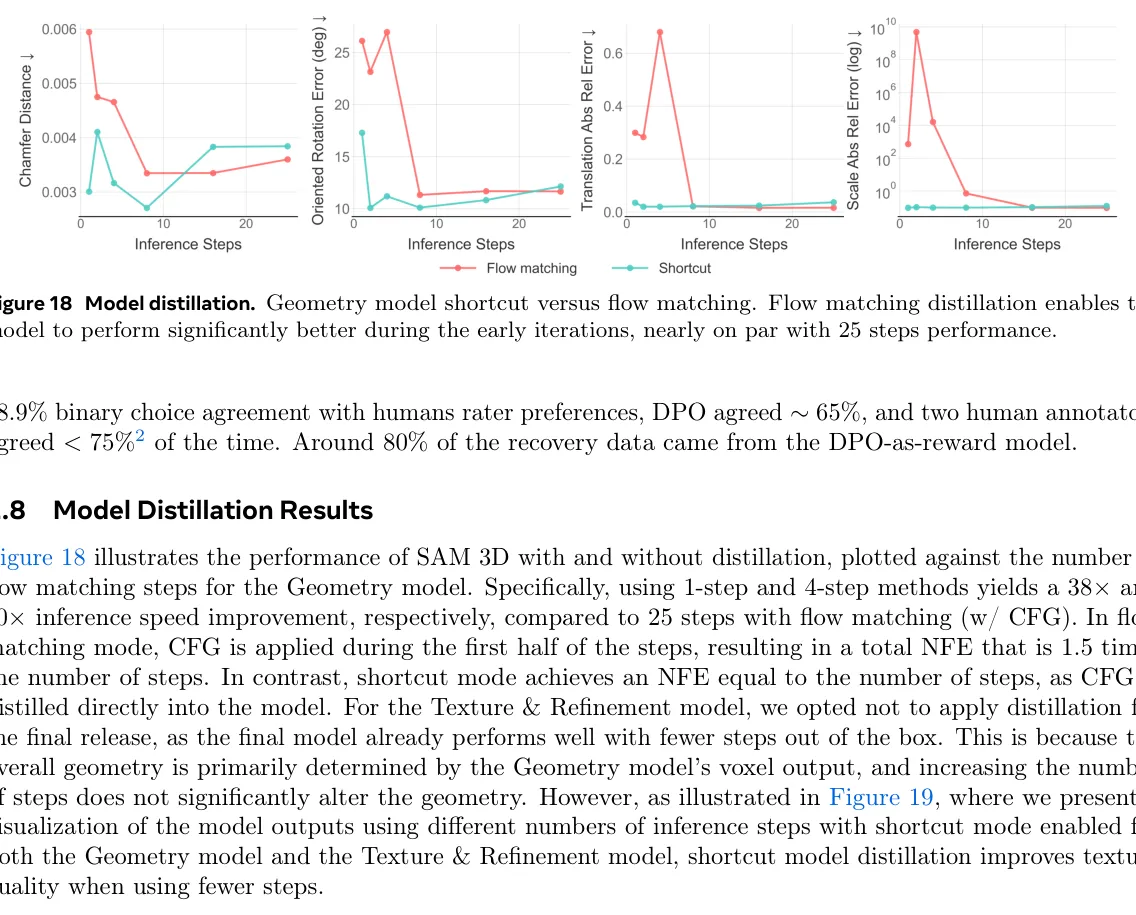 0.006
0.005
0.004
0.003
Chamfer Distance ↓
0
10
20
Inference Steps
25
20
15
10
Oriented Rotation Error (deg) ↓
0
20
Inference Steps
0.6
0.4
0.2
0.0
Translation Abs Rel Error ↓
0
10
20
Inference Steps
10^10
10^8
10^6
10^4
10^2
10^0
Scale Abs Rel Error (log) ↓
0
10
20
Inference Steps
Flow matching
Shortcut
igure 18 Model distillation. Geometry model shortcut versus flow matching. Flow matching distillation enables t
odel to perform significantly better during the early iterations, nearly on par with 25 steps performance.
8.9% binary choice agreement with humans rater preferences, DPO agreed ∼ 65%, and two human annotato
greed < 75%2 of the time. Around 80% of the recovery data came from the DPO-as-reward model.
.8 Model Distillation Results
igure 18 illustrates the performance of SAM 3D with and without distillation, plotted against the number
ow matching steps for the Geometry model. Specifically, using 1-step and 4-step methods yields a 38× a
0× inference speed improvement, respectively, compared to 25 steps with flow matching (w/ CFG). In flo
atching mode, CFG is applied during the first half of the steps, resulting in a total NFE that is 1.5 tim
he number of steps. In contrast, shortcut mode achieves an NFE equal to the number of steps, as CFG
istilled directly into the model. For the Texture & Refinement model, we opted not to apply distillation f
he final release, as the final model already performs well with fewer steps out of the box. This is because t
verall geometry is primarily determined by the Geometry model's voxel output, and increasing the numb
f steps does not significantly alter the geometry. However, as illustrated in Figure 19, where we present
isualization of the model outputs using different numbers of inference steps with shortcut mode enabled f
oth the Geometry model and the Texture & Refinement model, shortcut model distillation improves textu
uality when using fewer steps.